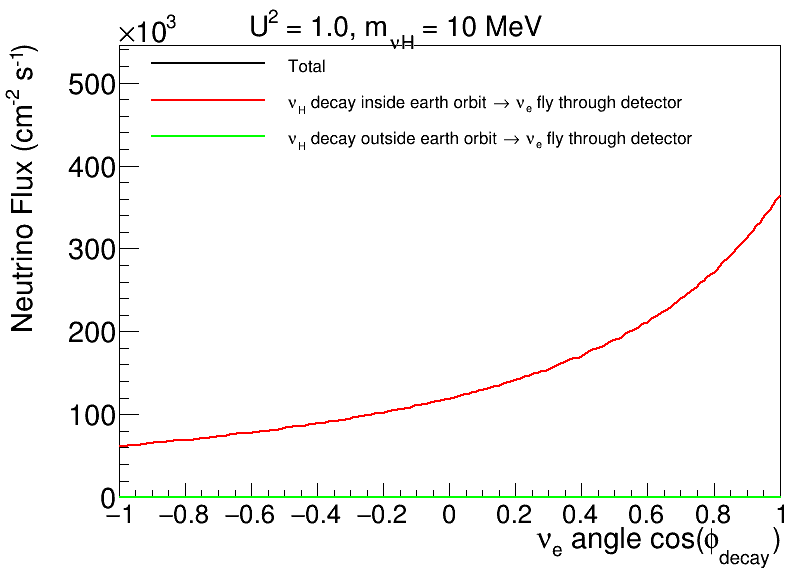 ×10³ U² = 1.0, m_νH = 10 MeV
Total
ν_H decay inside earth orbit → ν_e fly through detector
ν_H decay outside earth orbit → ν_e fly through detector
Neutrino Flux (cm⁻² s⁻¹)
500
400
300
200
100
0
−1 −0.8 −0.6 −0.4 −0.2 0 0.2 0.4 0.6 0.8 1
ν_e angle cos(ϕ_decay)